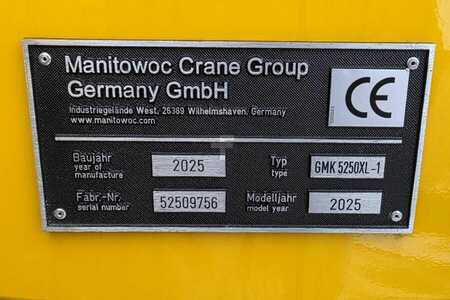 Manitowoc Crane Group
Germany GmbH
Industriegelände West, 26389 Wilhelmshaven, Germany
www.manitowoc.com
CE
Baujahr
year of
manufacture
2025
Typ
type
GMK 5250XL-1
Fabr.-Nr.
serial number
52509756
Modelljahr
model year
2025